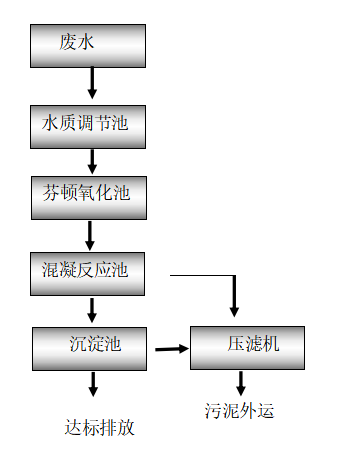 废水
水质调节池
芬顿氧化池
混凝反应池
沉淀池
压滤机
污泥外运
达标排放